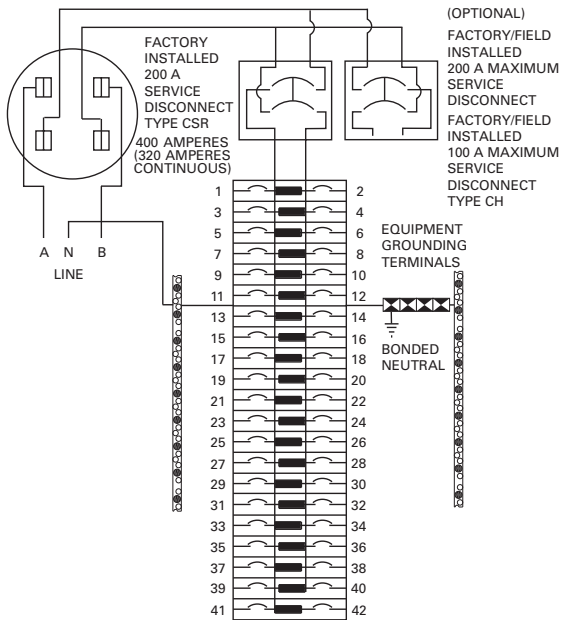 FACTORY
INSTALLED
200 A
SERVICE
DISCONNECT
TYPE CSR
400 AMPERES
(320 AMPERES
CONTINUOUS)
(OPTIONAL)
FACTORY/FIELD
INSTALLED
200 A MAXIMUM
SERVICE
DISCONNECT
FACTORY/FIELD
INSTALLED
100 A MAXIMUM
SERVICE
DISCONNECT
TYPE CH
A N B
LINE
EQUIPMENT
GROUNDING
TERMINALS
BONDED
NEUTRAL
1 2
3 4
5 6
7 8
9 10
11 12
13 14
15 16
17 18
19 20
21 22
23 24
25 26
27 28
29 30
31 32
33 34
35 36
37 38
39 40
41 42